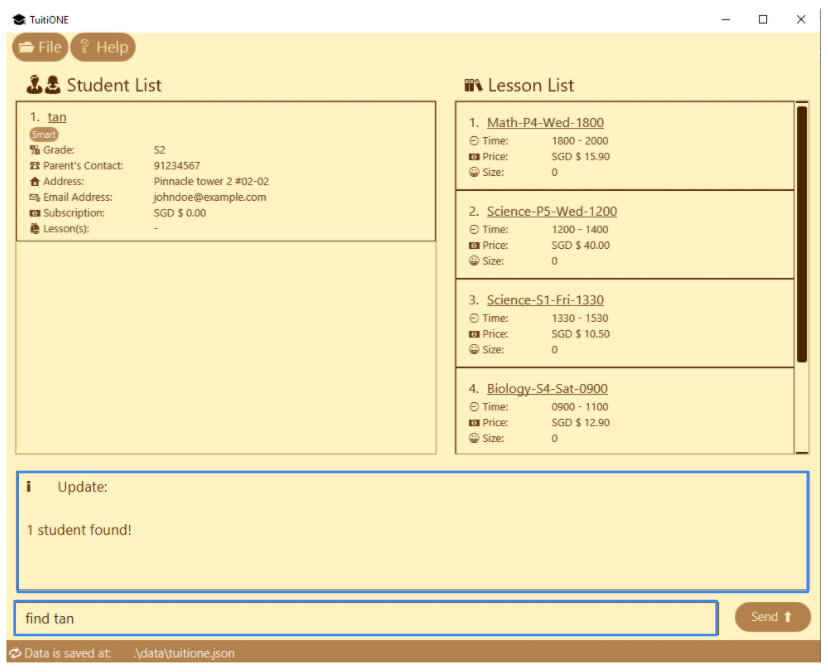 TuitiONE
File Help
Student List
1. tan
Smart
Grade: S2
Parent's Contact: 91234567
Address: Pinnacle tower 2 #02-02
Email Address: johndoe@example.com
Subscription: SGD $ 0.00
Lesson(s): -
Lesson List
1. Math-P4-Wed-1800
Time: 1800 - 2000
Price: SGD $ 15.90
Size: 0
2. Science-P5-Wed-1200
Time: 1200 - 1400
Price: SGD $ 40.00
Size: 0
3. Science-S1-Fri-1330
Time: 1330 - 1530
Price: SGD $ 10.50
Size: 0
4. Biology-S4-Sat-0900
Time: 0900 - 1100
Price: SGD $ 12.90
Size: 0
Update:
1 student found!
find tan
Send
Data is saved at: .\data\tuitione.json